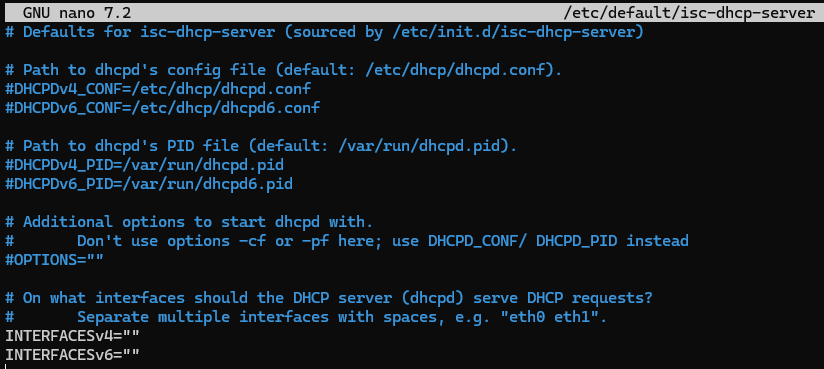 GNU nano 7.2 /etc/default/isc-dhcp-server
# Defaults for isc-dhcp-server (sourced by /etc/init.d/isc-dhcp-server)
# Path to dhcpd's config file (default: /etc/dhcp/dhcpd.conf).
#DHCPDv4_CONF=/etc/dhcp/dhcpd.conf
#DHCPDv6_CONF=/etc/dhcp/dhcpd6.conf
# Path to dhcpd's PID file (default: /var/run/dhcpd.pid).
#DHCPDv4_PID=/var/run/dhcpd.pid
#DHCPDv6_PID=/var/run/dhcpd6.pid
# Additional options to start dhcpd with.
#       Don't use options -cf or -pf here; use DHCPD_CONF/ DHCPD_PID instead
#OPTIONS=""
# On what interfaces should the DHCP server (dhcpd) serve DHCP requests?
#       Separate multiple interfaces with spaces, e.g. "eth0 eth1".
INTERFACESv4=""
INTERFACESv6=""